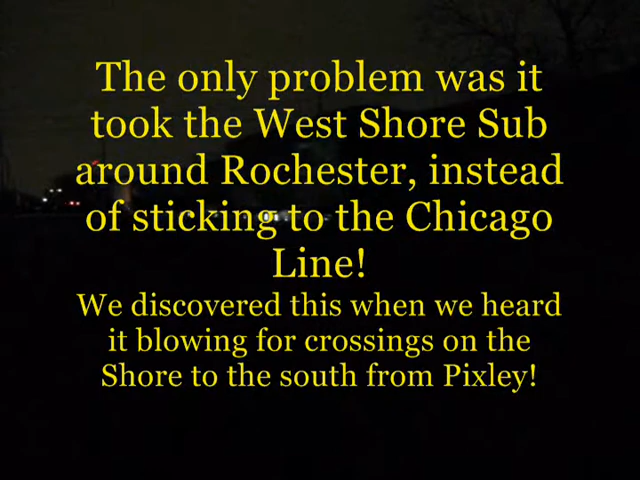 The only problem was it
took the West Shore Sub
around Rochester, instead
of sticking to the Chicago
Line!
We discovered this when we heard
it blowing for crossings on the
Shore to the south from Pixley!